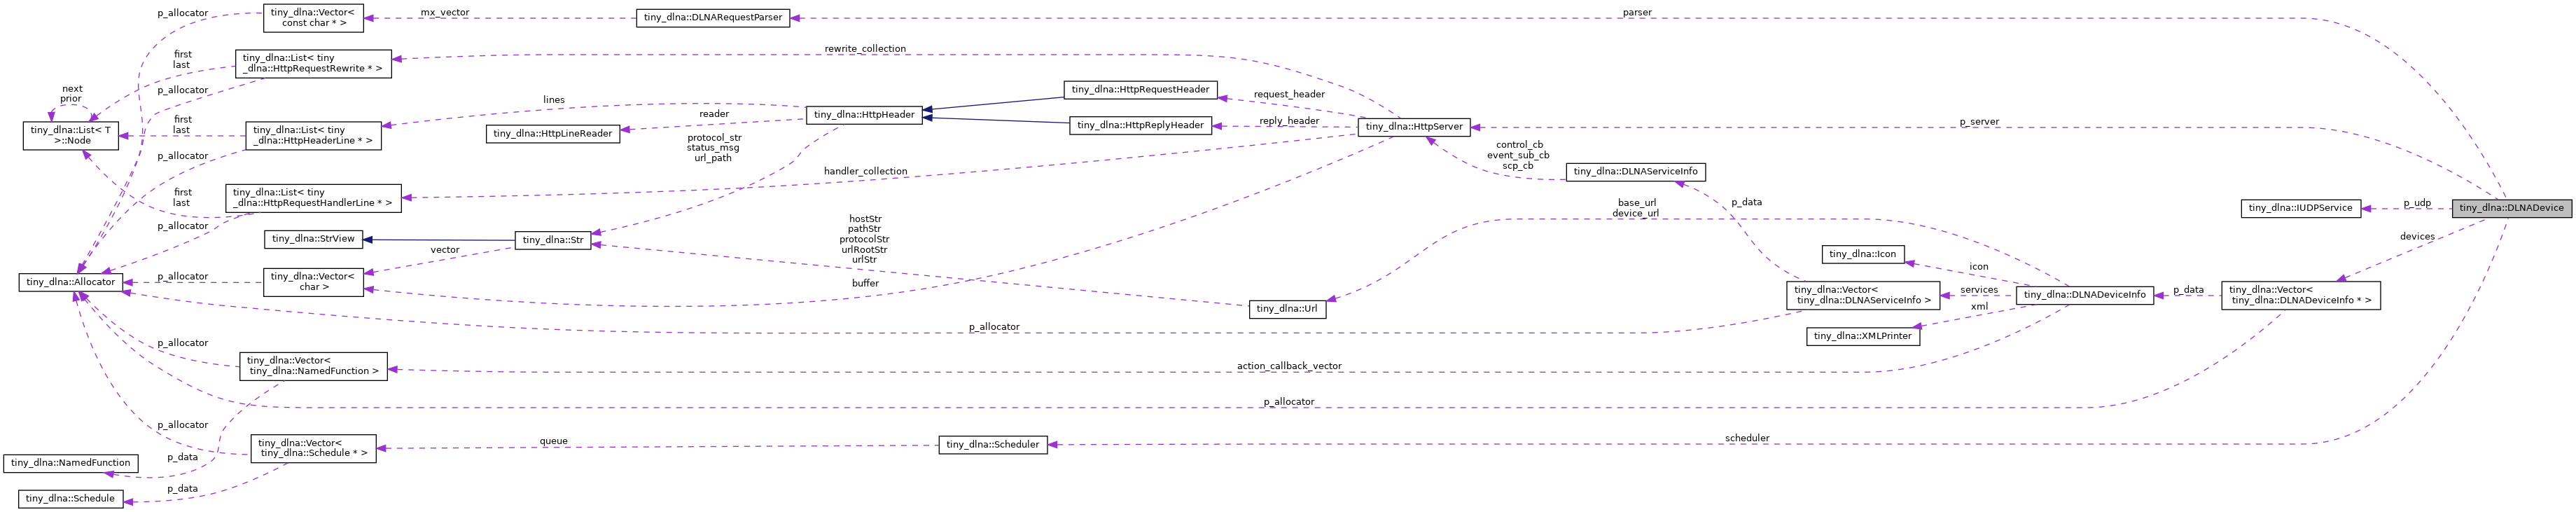 p_allocator
tiny_dlna::Vector<
const char * >
mx_vector
tiny_dlna::DLNARequestParser
parser
first
last
tiny_dlna::List< tiny
_dlna::HttpRequestRewrite * >
rewrite_collection
p_allocator
next
prior
lines
tiny_dlna::HttpRequestHeader
request_header
tiny_dlna::List< T
>::Node
first
last
tiny_dlna::List< tiny
_dlna::HttpHeaderLine * >
tiny_dlna::HttpLineReader
reader
tiny_dlna::HttpHeader
tiny_dlna::HttpReplyHeader
reply_header
tiny_dlna::HttpServer
p_server
protocol_str
status_msg
url_path
control_cb
event_sub_cb
scp_cb
p_allocator
handler_collection
tiny_dlna::DLNAServiceInfo
first
last
tiny_dlna::List< tiny
_dlna::HttpRequestHandlerLine * >
p_data
tiny_dlna::IUDPService
p_udp
tiny_dlna::DLNADevice
base_url
device_url
p_allocator
tiny_dlna::StrView
tiny_dlna::Str
hostStr
pathStr
protocolStr
urlRootStr
urlStr
devices
vector
tiny_dlna::Icon
icon
tiny_dlna::Allocator
p_allocator
tiny_dlna::Vector<
char >
buffer
tiny_dlna::Url
tiny_dlna::Vector<
tiny_dlna::DLNAServiceInfo >
services
tiny_dlna::DLNADeviceInfo
p_data
tiny_dlna::Vector<
tiny_dlna::DLNADeviceInfo * >
xml
p_allocator
tiny_dlna::XMLPrinter
p_allocator
tiny_dlna::Vector<
tiny_dlna::NamedFunction >
action_callback_vector
p_allocator
p_allocator
tiny_dlna::Vector<
tiny_dlna::Schedule * >
queue
tiny_dlna::Scheduler
scheduler
tiny_dlna::NamedFunction
p_data
tiny_dlna::Schedule
p_data